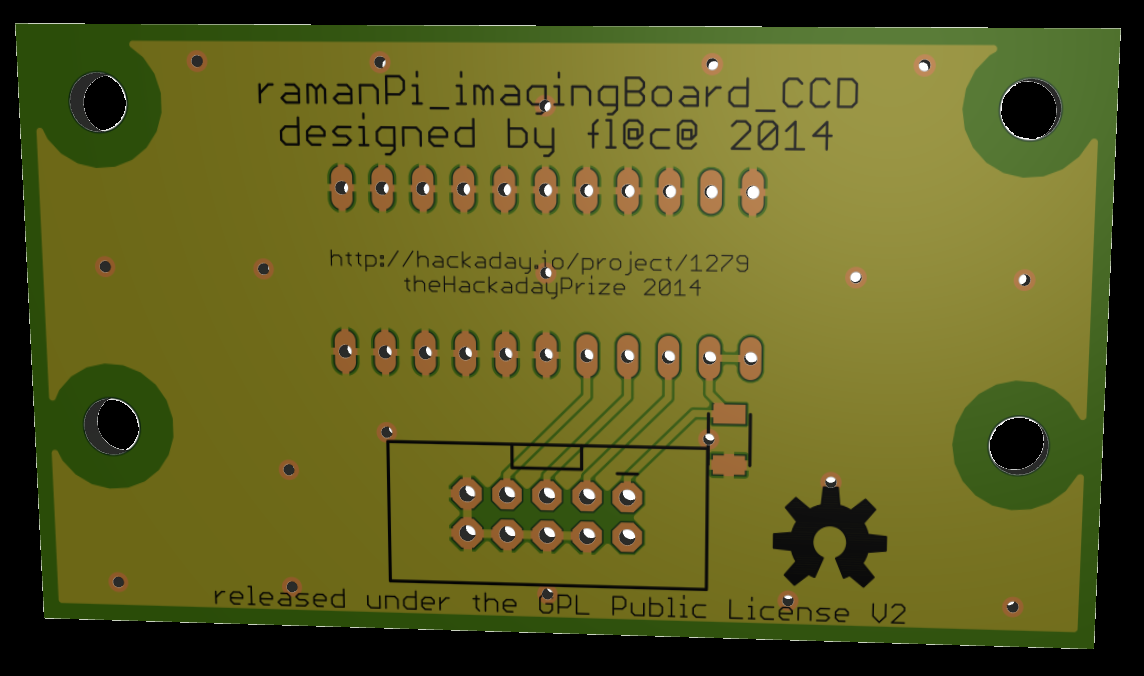 ramanPi_imagingBoard_CCD
designed by fl@c@ 2014
http://hackaday.io/project/1279
theHackadayPrize 2014
released under the GPL Public License V2